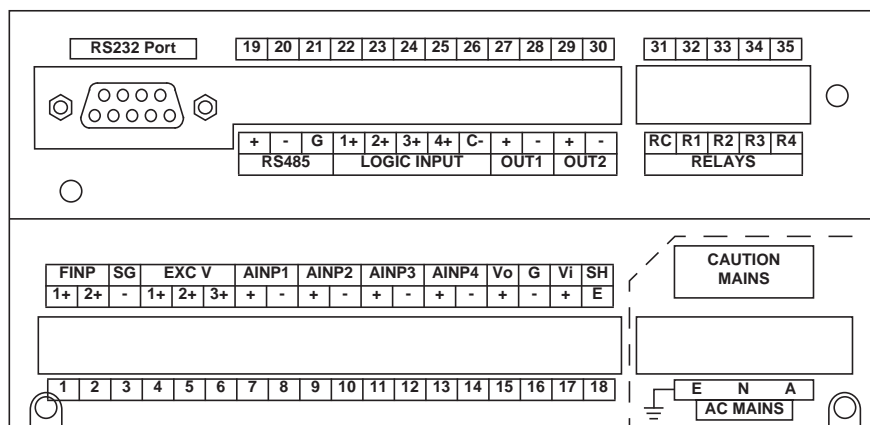 RS232 Port
19 20 21 22 23 24 25 26 27 28 29 30
31 32 33 34 35
+ - G 1+ 2+ 3+ 4+ C- + - + -
RC R1 R2 R3 R4
RS485 LOGIC INPUT OUT1 OUT2
RELAYS
CAUTION
MAINS
FINP SG EXC V AINP1 AINP2 AINP3 AINP4 Vo G Vi SH
1+ 2+ - 1+ 2+ 3+ + - + - + - + - + - + E
1 2 3 4 5 6 7 8 9 10 11 12 13 14 15 16 17 18
E N A
AC MAINS